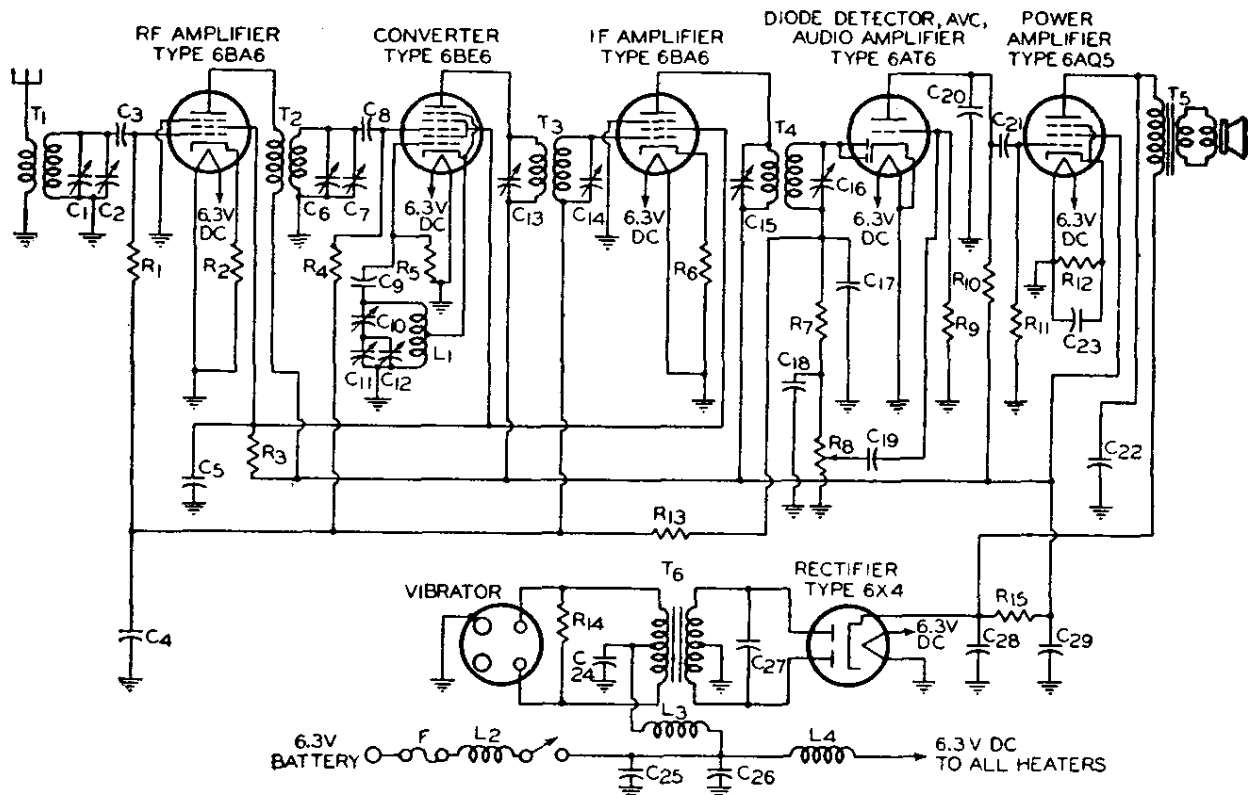 RF AMPLIFIER
TYPE 6BA6
CONVERTER
TYPE 6BE6
IF AMPLIFIER
TYPE 6BA6
DIODE DETECTOR, AVC,
AUDIO AMPLIFIER
TYPE 6AT6
POWER
AMPLIFIER
TYPE 6AQ5
T1
C3
T2
C8
T3
T4
C20
C21
T5
C1
C2
6.3V
DC
C6
C7
6.3V
DC
C13
C14
6.3V
DC
C15
C16
6.3V
DC
6.3V
DC
R1
R2
R4
R5
C9
R6
C17
R10
R12
C10
L1
R7
R9
R11
C23
C11
C12
C18
C5
R3
R8
C19
C22
R13
C4
VIBRATOR
T6
RECTIFIER
TYPE 6X4
R14
C
24
C27
6.3V
DC
R15
C28
C29
L3
6.3V
BATTERY
F
L2
L4
6.3V DC
TO ALL HEATERS
C25
C26